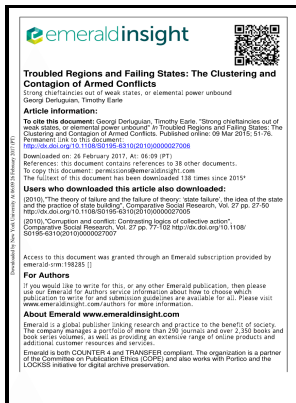 emeraldinsight
Troubled Regions and Failing States: The Clustering and
Contagion of Armed Conflicts
Strong chieftaincies out of weak states, or elemental power unbound
Georgi Derluguian, Timothy Earle
Article information:
To cite this document: Georgi Derluguian, Timothy Earle. "Strong chieftaincies out of
weak states, or elemental power unbound" In Troubled Regions and Failing States: The
Clustering and Contagion of Armed Conflicts. Published online: 09 Mar 2015; 51-76.
Permanent link to this document:
http://dx.doi.org/10.1108/S0195-6310(2010)0000027006
Downloaded on: 26 February 2017, At: 06:09 (PT)
References: this document contains references to 38 other documents.
To copy this document: permissions@emeraldinsight.com
The fulltext of this document has been downloaded 138 times since 2015*
Users who downloaded this article also downloaded:
(2010),"The theory of failure and the failure of theory: 'state failure', the idea of the state
and the practice of state building", Comparative Social Research, Vol. 27 pp. 27-50
http://dx.doi.org/10.1108/S0195-6310(2010)0000027005
(2010),"Corruption and conflict: Contrasting logics of collective action",
Comparative Social Research, Vol. 27 pp. 77-102 http://dx.doi.org/10.1108/
S0195-6310(2010)0000027007
Access to this document was granted through an Emerald subscription provided by
emerald-srm:198285 []
For Authors
If you would like to write for this, or any other Emerald publication, then please
use our Emerald for Authors service information about how to choose which
publication to write for and submission guidelines are available for all. Please visit
www.emeraldinsight.com/authors for more information.
About Emerald www.emeraldinsight.com
Emerald is a global publisher linking research and practice to the benefit of society.
The company manages a portfolio of more than 290 journals and over 2,350 books and
book series volumes, as well as providing an extensive range of online products and
additional customer resources and services.
Emerald is both COUNTER 4 and TRANSFER compliant. The organization is a partner
of the Committee on Publication Ethics (COPE) and also works with Portico and the
LOCKSS initiative for digital archive preservation.
Downloaded by New York University At 06:09 26 February 2017 (PT)